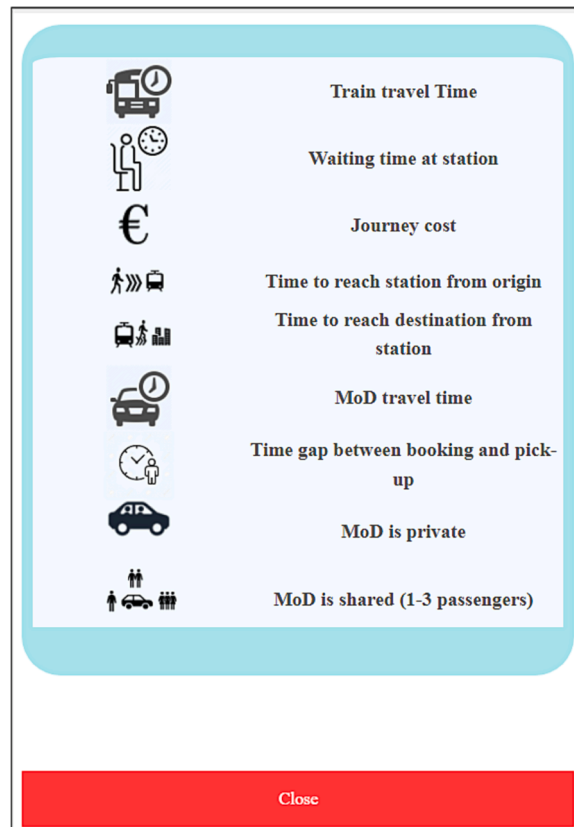 Train travel Time
Waiting time at station
€
Journey cost
Time to reach station from origin
Time to reach destination from
station
MoD travel time
Time gap between booking and pick-
up
MoD is private
MoD is shared (1-3 passengers)
Close